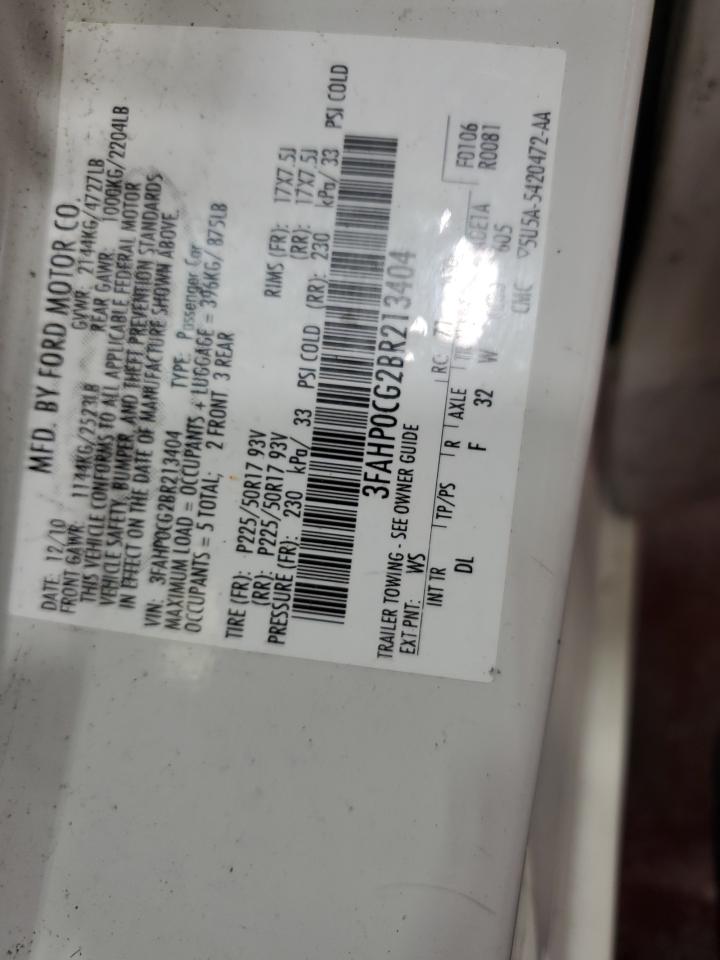 MFD. BY FORD MOTOR CO.
DATE: 12/10 GVWR: 2144KG/4727LB
FRONT GAWR: 1144KG/2523LB REAR GAWR: 1000KG/2204LB
THIS VEHICLE CONFORMS TO ALL APPLICABLE FEDERAL MOTOR
VEHICLE SAFETY, BUMPER, AND THEFT PREVENTION STANDARDS
IN EFFECT ON THE DATE OF MANUFACTURE SHOWN ABOVE.
VIN: 3FAHP0CG2BR213404 TYPE: Passenger Car
MAXIMUM LOAD = OCCUPANTS + LUGGAGE = 396KG/ 875LB
OCCUPANTS = 5 TOTAL; 2 FRONT 3 REAR
TIRE (FR): P225/50R17 93V RIMS (FR): 17X7.5J
(RR): P225/50R17 93V (RR): 17X7.5J
PRESSURE (FR): 230 kPa/ 33 PSI COLD (RR): 230 kPa/ 33 PSI COLD
3FAHP0CG2BR213404
TRAILER TOWING - SEE OWNER GUIDE
EXT PNT: WS RC: 77 F0106
INT TR TP/PS R AXLE R0081
DL F 32 W
CMC ▽5U5A-5420472-AA